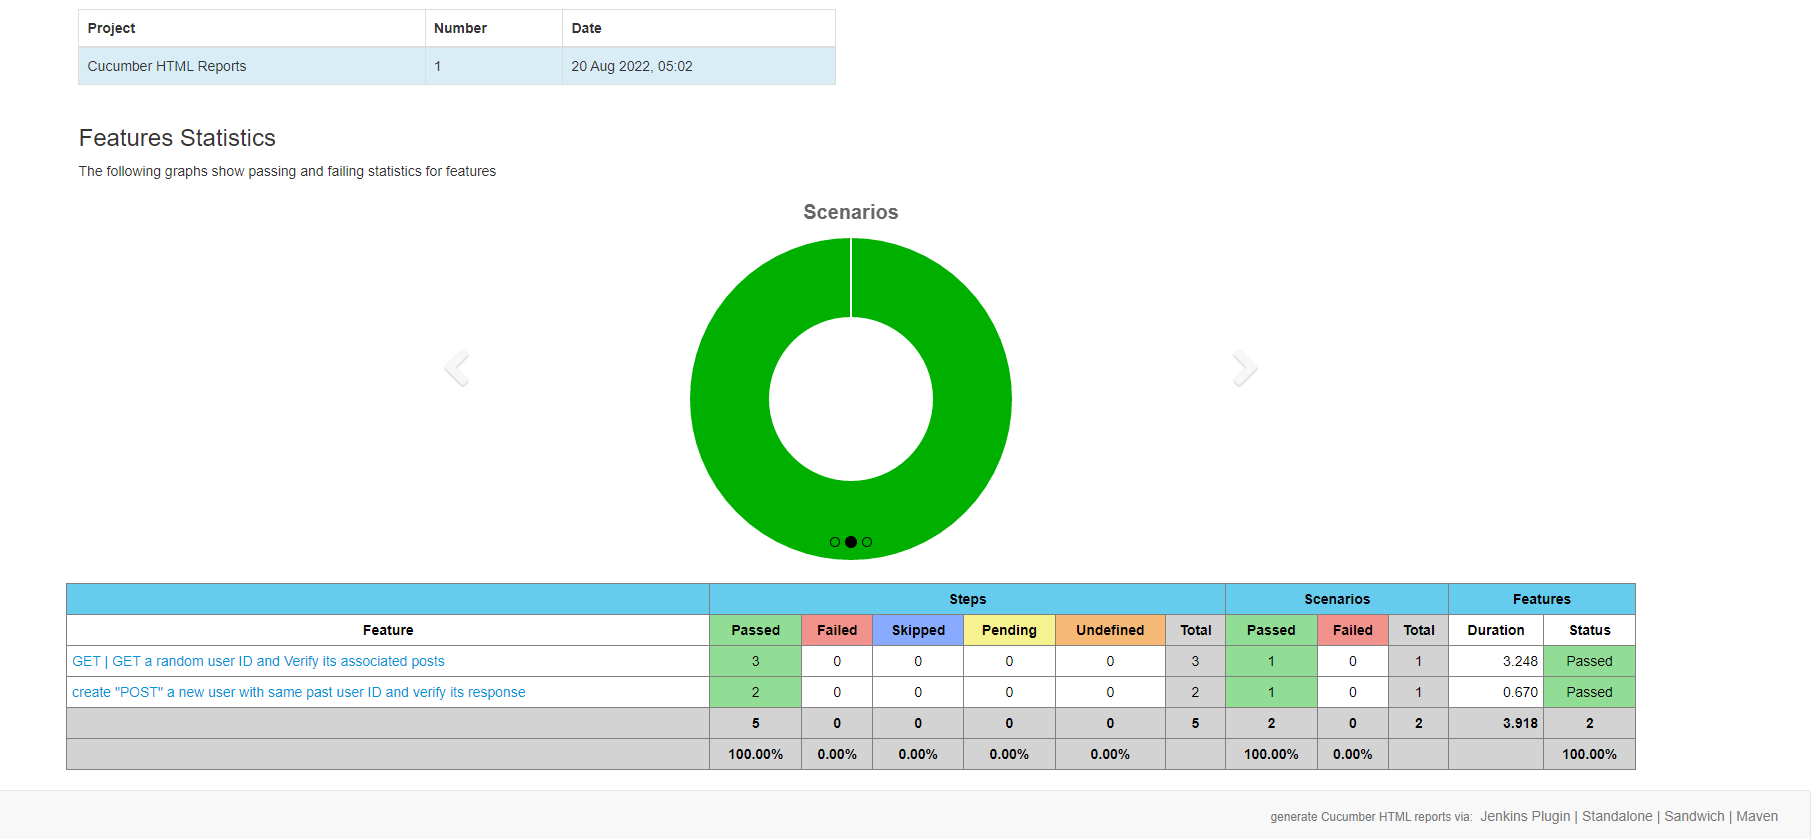 Project Number Date
Cucumber HTML Reports 1 20 Aug 2022, 05:02
Features Statistics
The following graphs show passing and failing statistics for features
Scenarios
Steps Scenarios Features
Feature Passed Failed Skipped Pending Undefined Total Passed Failed Total Duration Status
GET | GET a random user ID and Verify its associated posts 3 0 0 0 0 3 1 0 1 3.248 Passed
create "POST" a new user with same past user ID and verify its response 2 0 0 0 0 2 1 0 1 0.670 Passed
5 0 0 0 0 5 2 0 2 3.918 2
100.00% 0.00% 0.00% 0.00% 0.00% 100.00% 0.00% 100.00%
generate Cucumber HTML reports via: Jenkins Plugin | Standalone | Sandwich | Maven